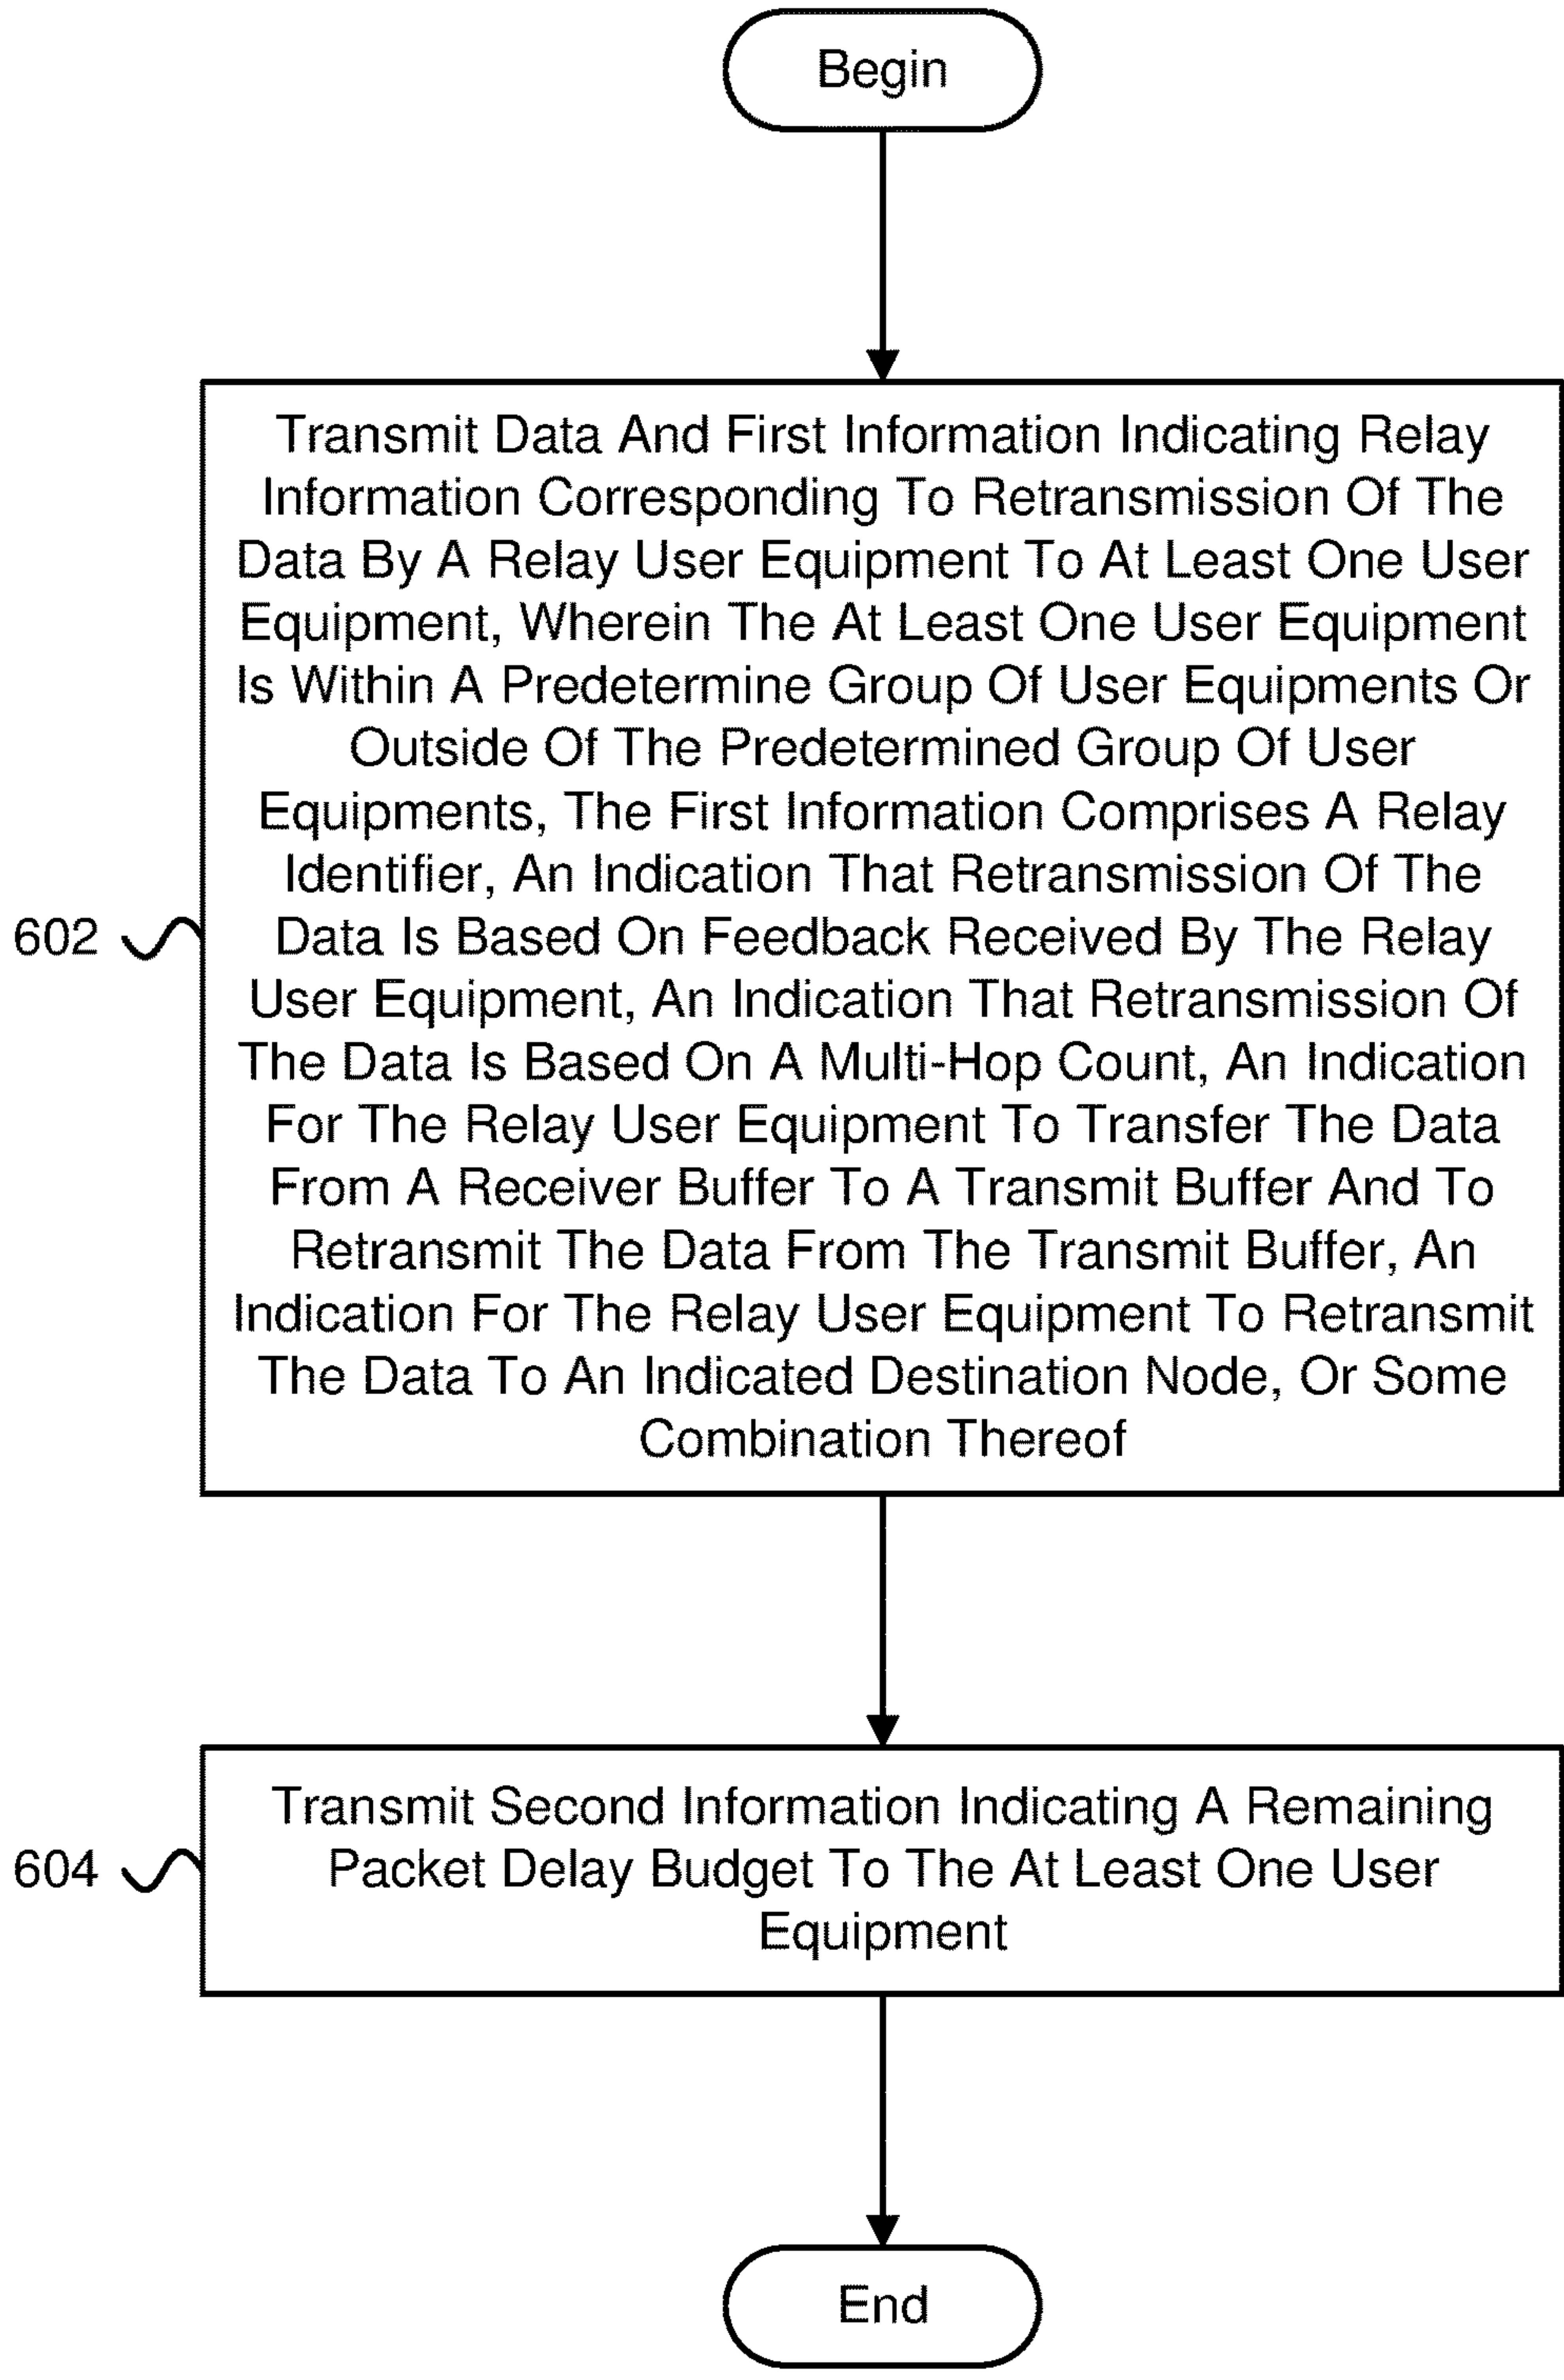 Begin
Transmit Data And First Information Indicating Relay
Information Corresponding To Retransmission Of The
Data By A Relay User Equipment To At Least One User
Equipment, Wherein The At Least One User Equipment
Is Within A Predetermine Group Of User Equipments Or
Outside Of The Predetermined Group Of User
Equipments, The First Information Comprises A Relay
Identifier, An Indication That Retransmission Of The
602
Data Is Based On Feedback Received By The Relay
User Equipment, An Indication That Retransmission Of
The Data Is Based On A Multi-Hop Count, An Indication
For The Relay User Equipment To Transfer The Data
From A Receiver Buffer To A Transmit Buffer And To
Retransmit The Data From The Transmit Buffer, An
Indication For The Relay User Equipment To Retransmit
The Data To An Indicated Destination Node, Or Some
Combination Thereof
Transmit Second Information Indicating A Remaining
604
Packet Delay Budget To The At Least One User
Equipment
End